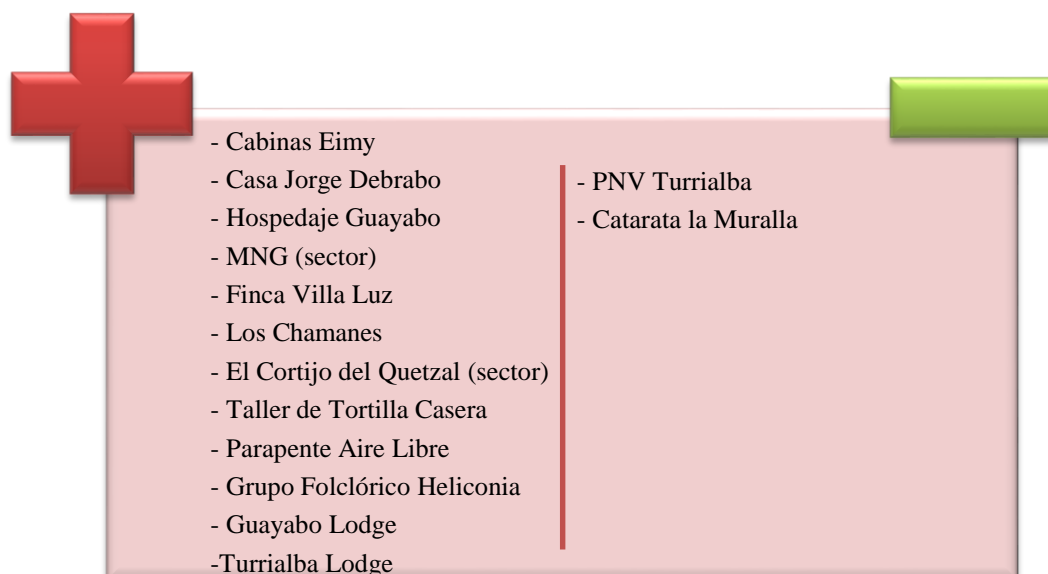 - Cabinas Eimy
- Casa Jorge Debrabo
- Hospedaje Guayabo
- MNG (sector)
- Finca Villa Luz
- Los Chamanes
- El Cortijo del Quetzal (sector)
- Taller de Tortilla Casera
- Parapente Aire Libre
- Grupo Folclórico Heliconia
- Guayabo Lodge
-Turrialba Lodge
- PNV Turrialba
- Catarata la Muralla